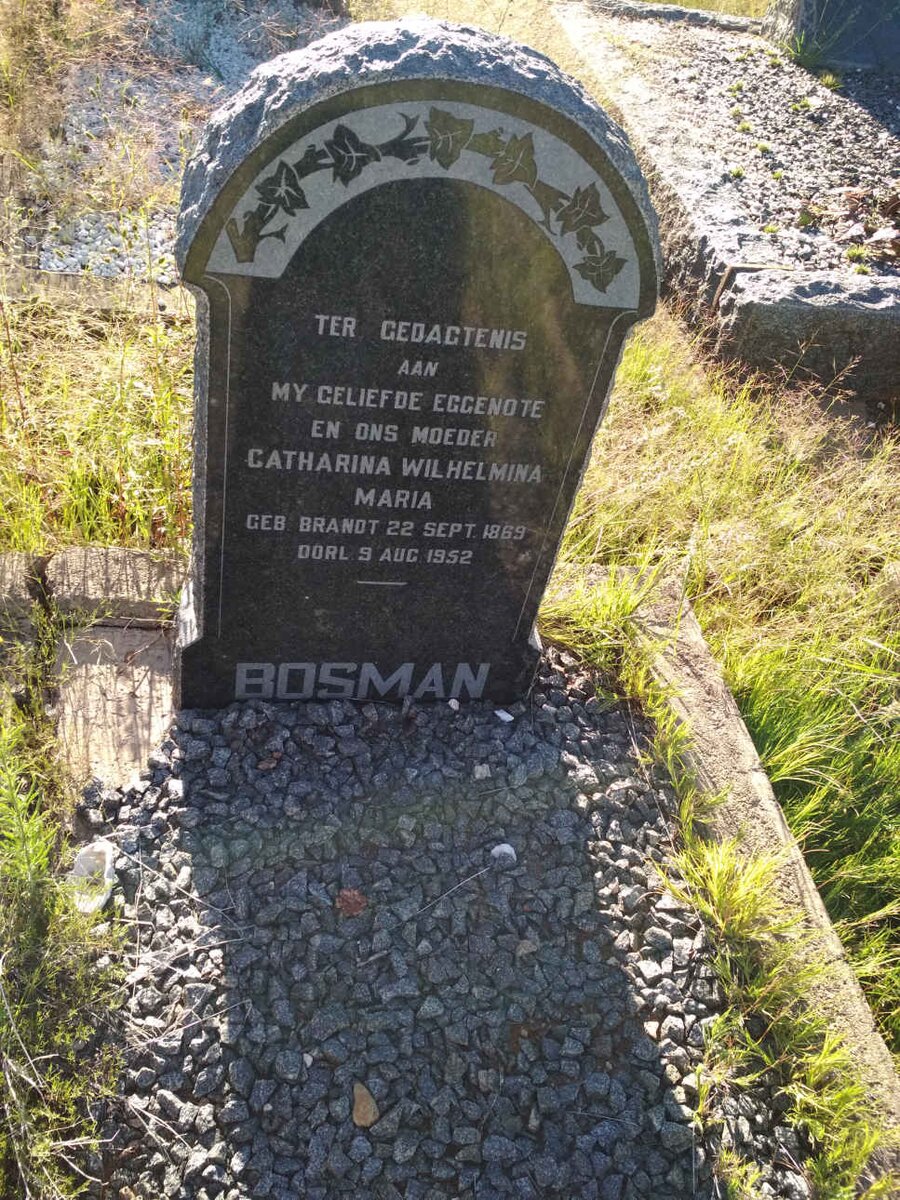 TER GEDAGTENIS
AAN
MY GELIEFDE EGGENOTE
EN ONS MOEDER
CATHARINA WILHELMINA
MARIA
GEB BRANDT 22 SEPT. 1869
OORL 9 AUG 1952
BOSMAN